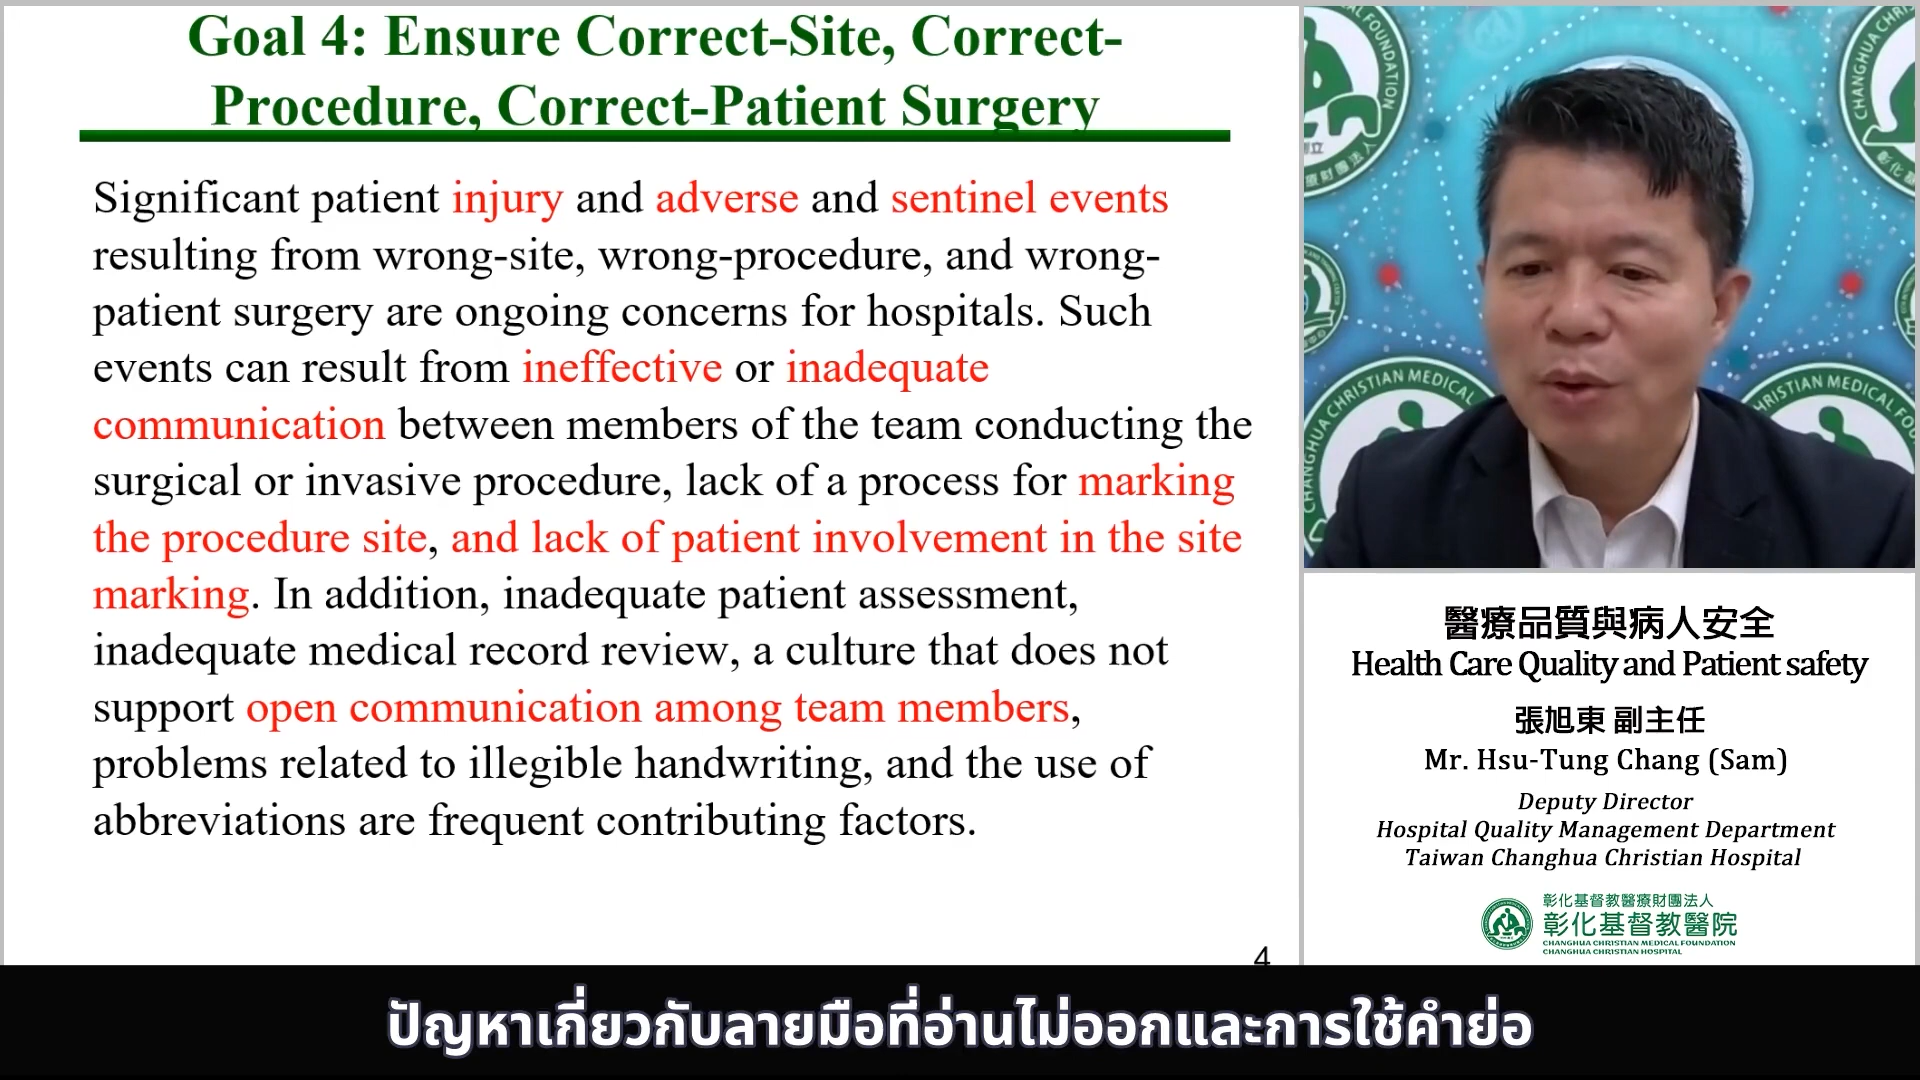 Goal 4: Ensure Correct-Site, Correct-
Procedure, Correct-Patient Surgery
Significant patient injury and adverse and sentinel events
resulting from wrong-site, wrong-procedure, and wrong-
patient surgery are ongoing concerns for hospitals. Such
events can result from ineffective or inadequate
communication between members of the team conducting the
surgical or invasive procedure, lack of a process for marking
the procedure site, and lack of patient involvement in the site
marking. In addition, inadequate patient assessment,
inadequate medical record review, a culture that does not
support open communication among team members,
problems related to illegible handwriting, and the use of
abbreviations are frequent contributing factors.
4
FOUNDATION
CHANGHUA CHRISTIAN MEDICAL
醫療品質與病人安全
Health Care Quality and Patient safety
張旭東 副主任
Mr. Hsu-Tung Chang (Sam)
Deputy Director
Hospital Quality Management Department
Taiwan Changhua Christian Hospital
彰化基督教醫療財團法人
彰化基督教醫院
CHANGHUA CHRISTIAN MEDICAL FOUNDATION
CHANGHUA CHRISTIAN HOSPITAL
ปัญหาเกี่ยวกับลายมือที่อ่านไม่ออกและการใช้คำย่อ